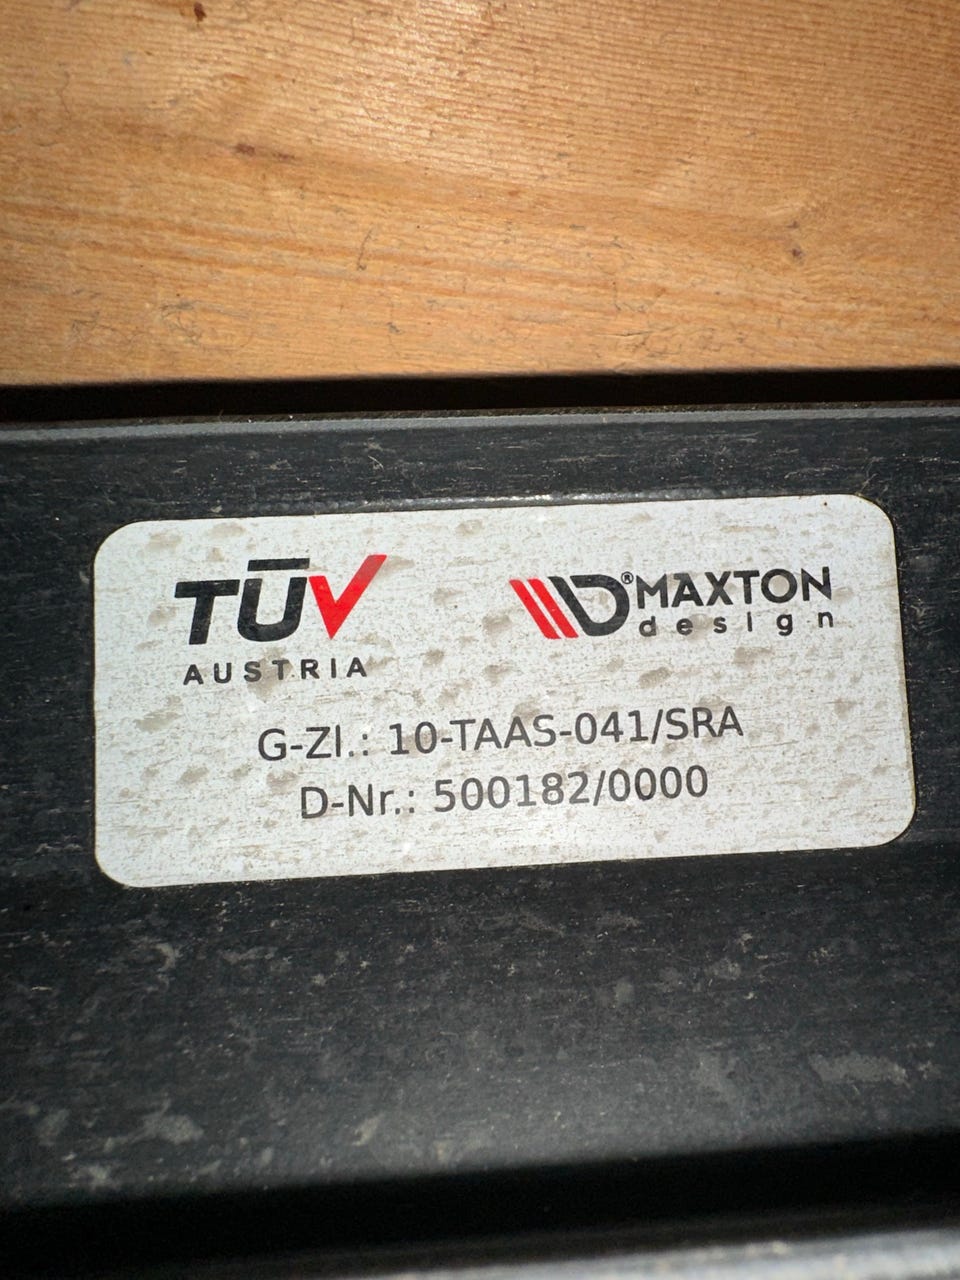 TÜV
AUSTRIA
® MAXTON
design
G-Zl.: 10-TAAS-041/SRA
D-Nr.: 500182/0000